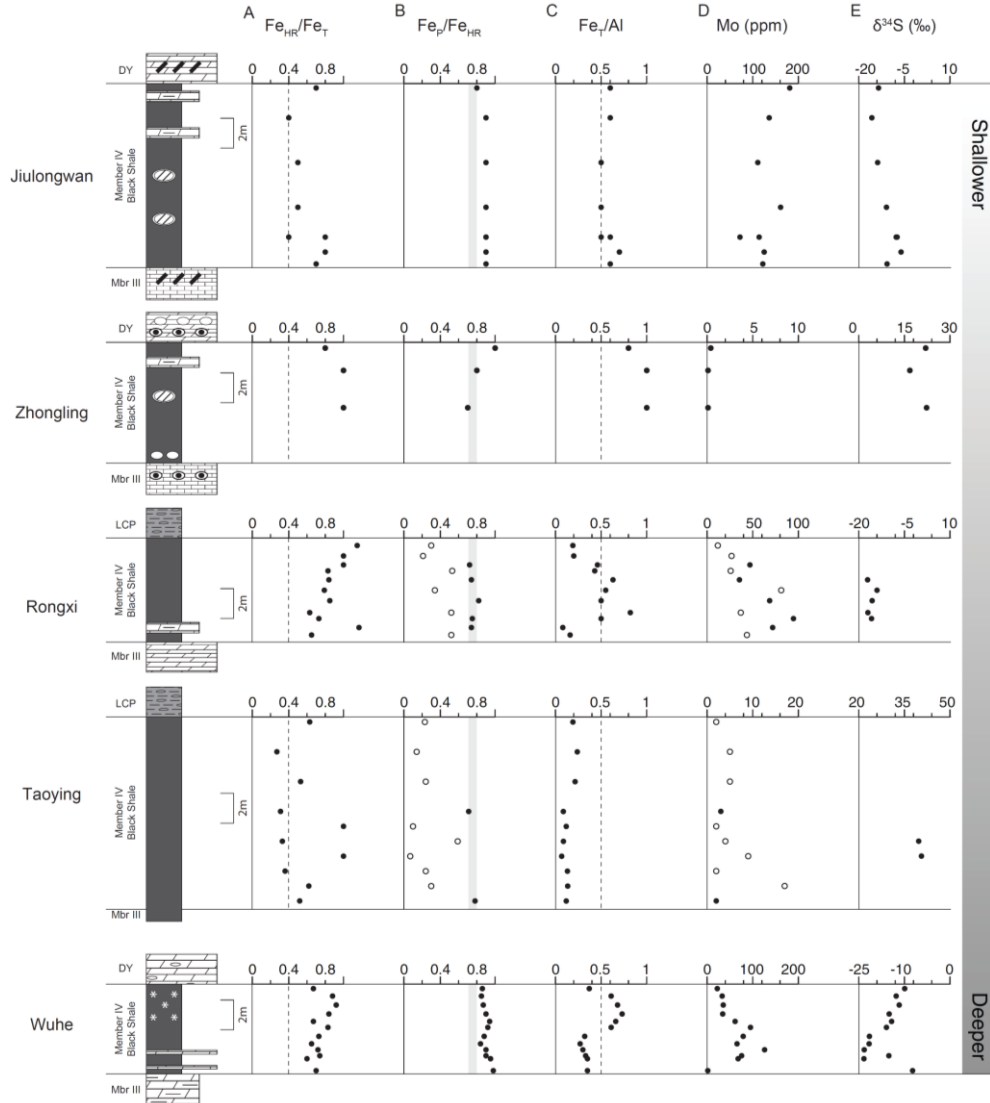 A B C D E
Fe_HR/Fe_T Fe_P/Fe_HR Fe_T/Al Mo (ppm) δ³⁴S (‰)
0 0.4 0.8 0 0.4 0.8 0 0.5 1 0 100 200 -20 -5 10
DY
Jiulongwan
Member IV
Black Shale
2m
Mbr III
0 0.4 0.8 0 0.4 0.8 0 0.5 1 0 5 10 0 15 30
DY
Zhongling
Member IV
Black Shale
2m
Mbr III
0 0.4 0.8 0 0.4 0.8 0 0.5 1 0 50 100 -20 -5 10
LCP
Rongxi
Member IV
Black Shale
2m
Mbr III
0 0.4 0.8 0 0.4 0.8 0 0.5 1 0 10 20 20 35 50
LCP
Taoying
Member IV
Black Shale
2m
Mbr III
0 0.4 0.8 0 0.4 0.8 0 0.5 1 0 100 200 -25 -10 0
DY
Wuhe
Member IV
Black Shale
2m
Mbr III
Shallower
Deeper